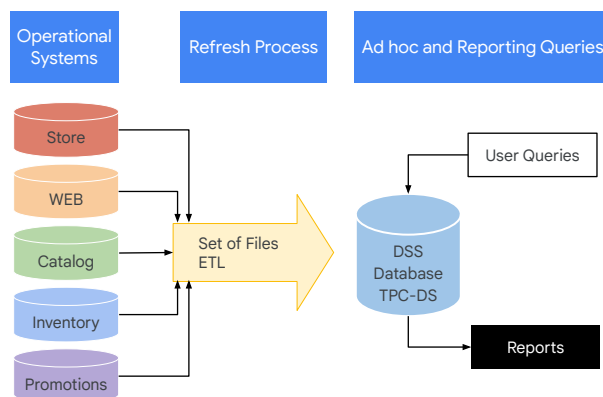 Operational
Systems
Refresh Process
Ad hoc and Reporting Queries
Store
WEB
Catalog
Inventory
Promotions
Set of Files
ETL
User Queries
DSS
Database
TPC-DS
Reports